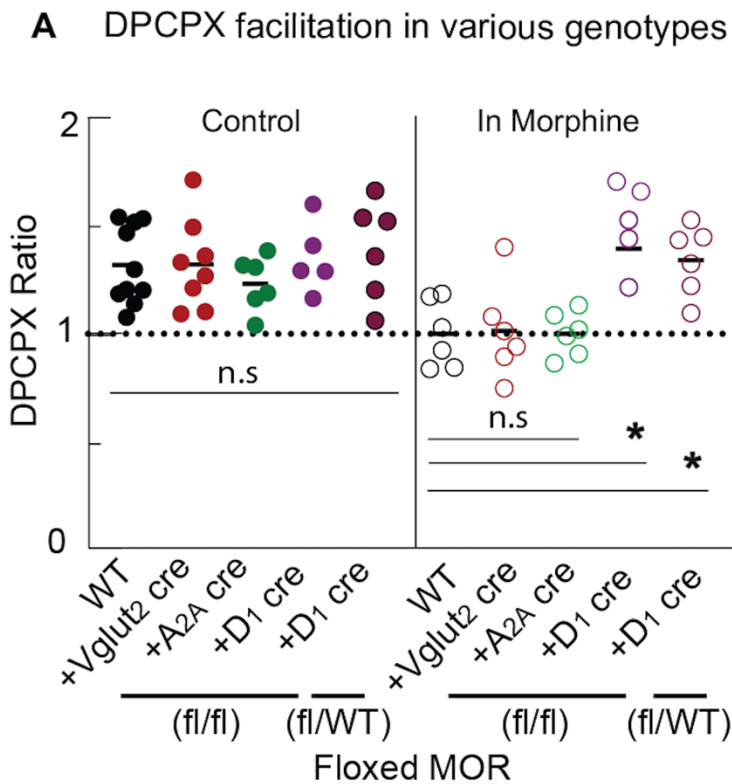 A DPCPX facilitation in various genotypes
2
Control
In Morphine
DPCPX Ratio
1
n.s
n.s
*
*
0
WT
+Vglut2 cre
+A2A cre
+D1 cre
+D1 cre
WT
+Vglut2 cre
+A2A cre
+D1 cre
+D1 cre
(fl/fl)
(fl/WT)
(fl/fl)
(fl/WT)
Floxed MOR